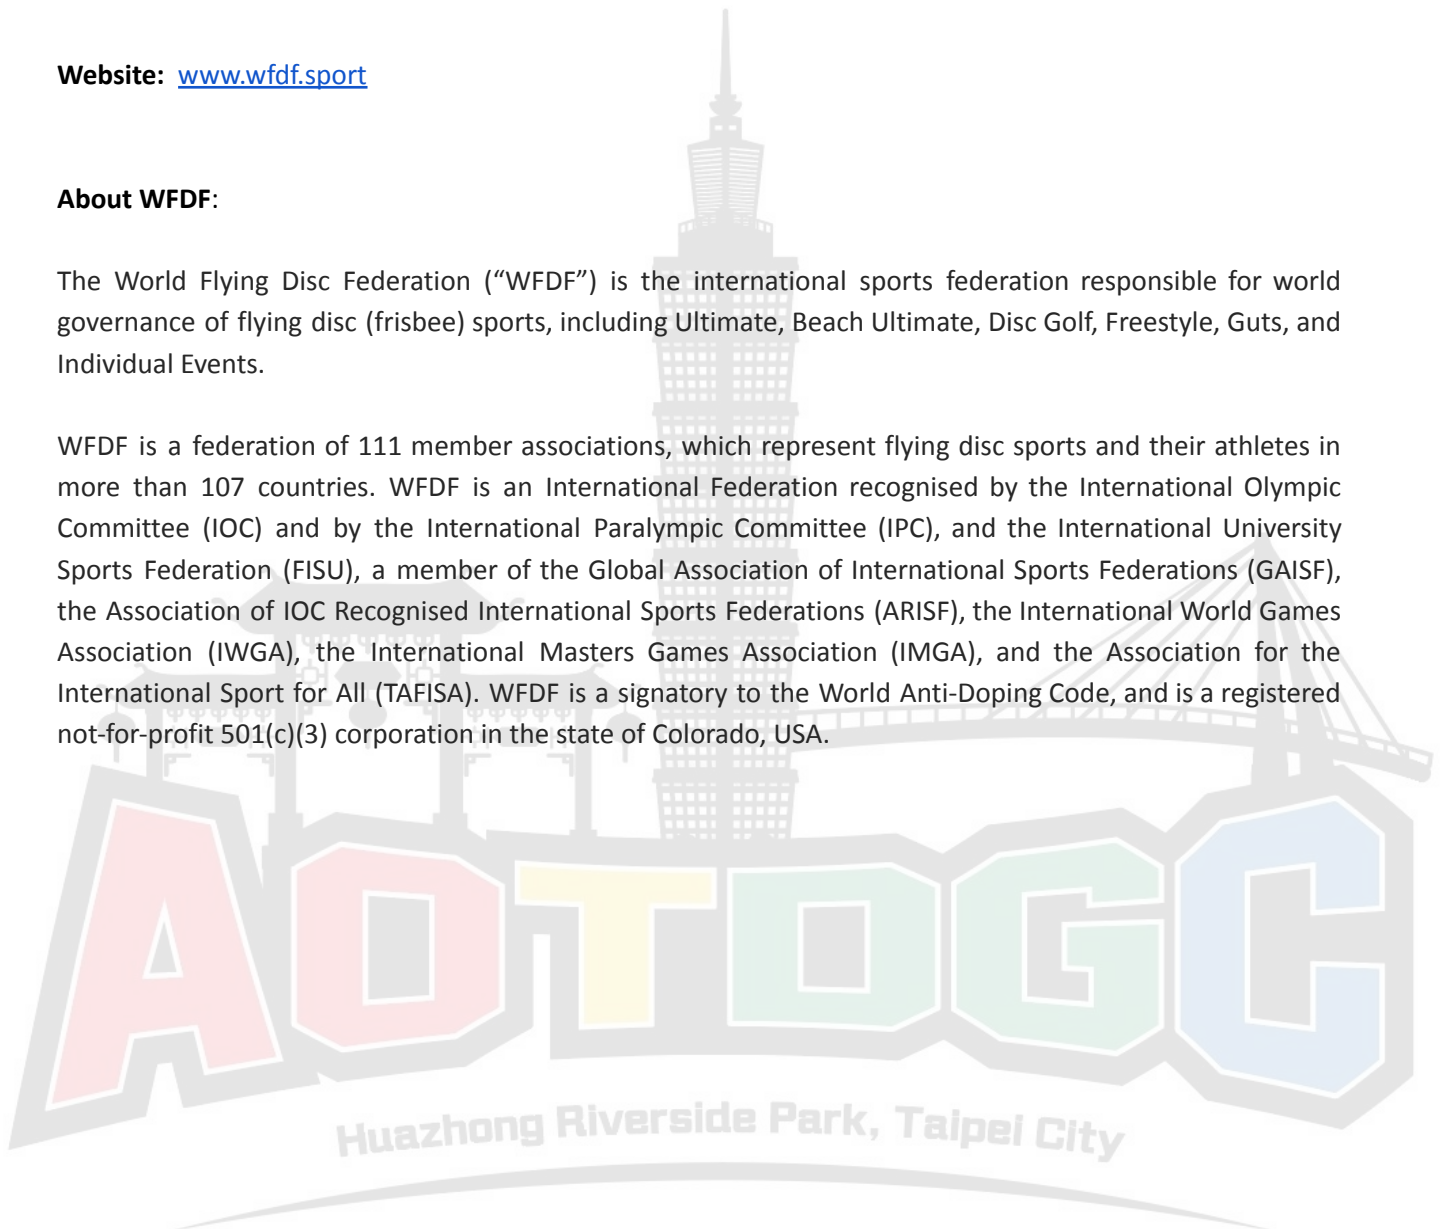 Website: www.wfdf.sport
About WFDF:
The World Flying Disc Federation (“WFDF”) is the international sports federation responsible for world
governance of flying disc (frisbee) sports, including Ultimate, Beach Ultimate, Disc Golf, Freestyle, Guts, and
Individual Events.
WFDF is a federation of 111 member associations, which represent flying disc sports and their athletes in
more than 107 countries. WFDF is an International Federation recognised by the International Olympic
Committee (IOC) and by the International Paralympic Committee (IPC), and the International University
Sports Federation (FISU), a member of the Global Association of International Sports Federations (GAISF),
the Association of IOC Recognised International Sports Federations (ARISF), the International World Games
Association (IWGA), the International Masters Games Association (IMGA), and the Association for the
International Sport for All (TAFISA). WFDF is a signatory to the World Anti-Doping Code, and is a registered
not-for-profit 501(c)(3) corporation in the state of Colorado, USA.
AOTDGC
Huazhong Riverside Park, Taipei City